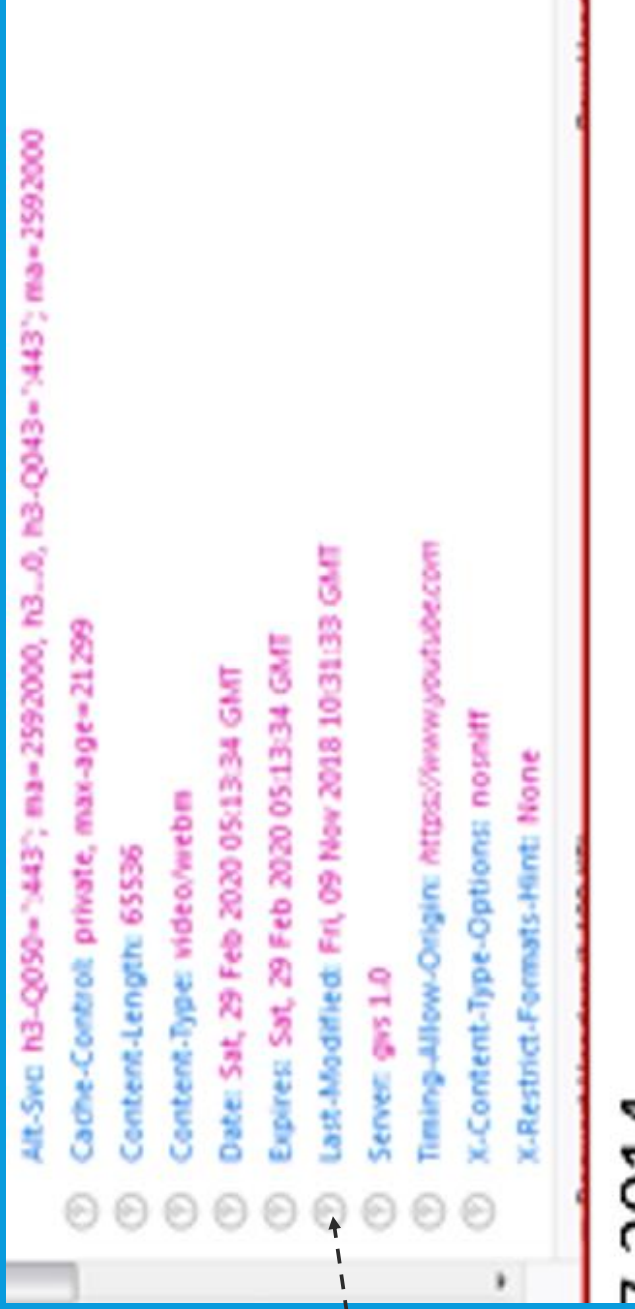 Alt-Svc: h3-Q050=":443"; ma=2592000, h3...0, h3-Q043=":443"; ma=2592000
Cache-Control: private, max-age=21299
Content-Length: 65536
Content-Type: video/webm
Date: Sat, 29 Feb 2020 05:13:34 GMT
Expires: Sat, 29 Feb 2020 05:13:34 GMT
Last-Modified: Fri, 09 Nov 2018 10:31:33 GMT
Server: gvs 1.0
Timing-Allow-Origin: https://www.youtube.com
X-Content-Type-Options: nosniff
X-Restrict-Formats-Hint: None